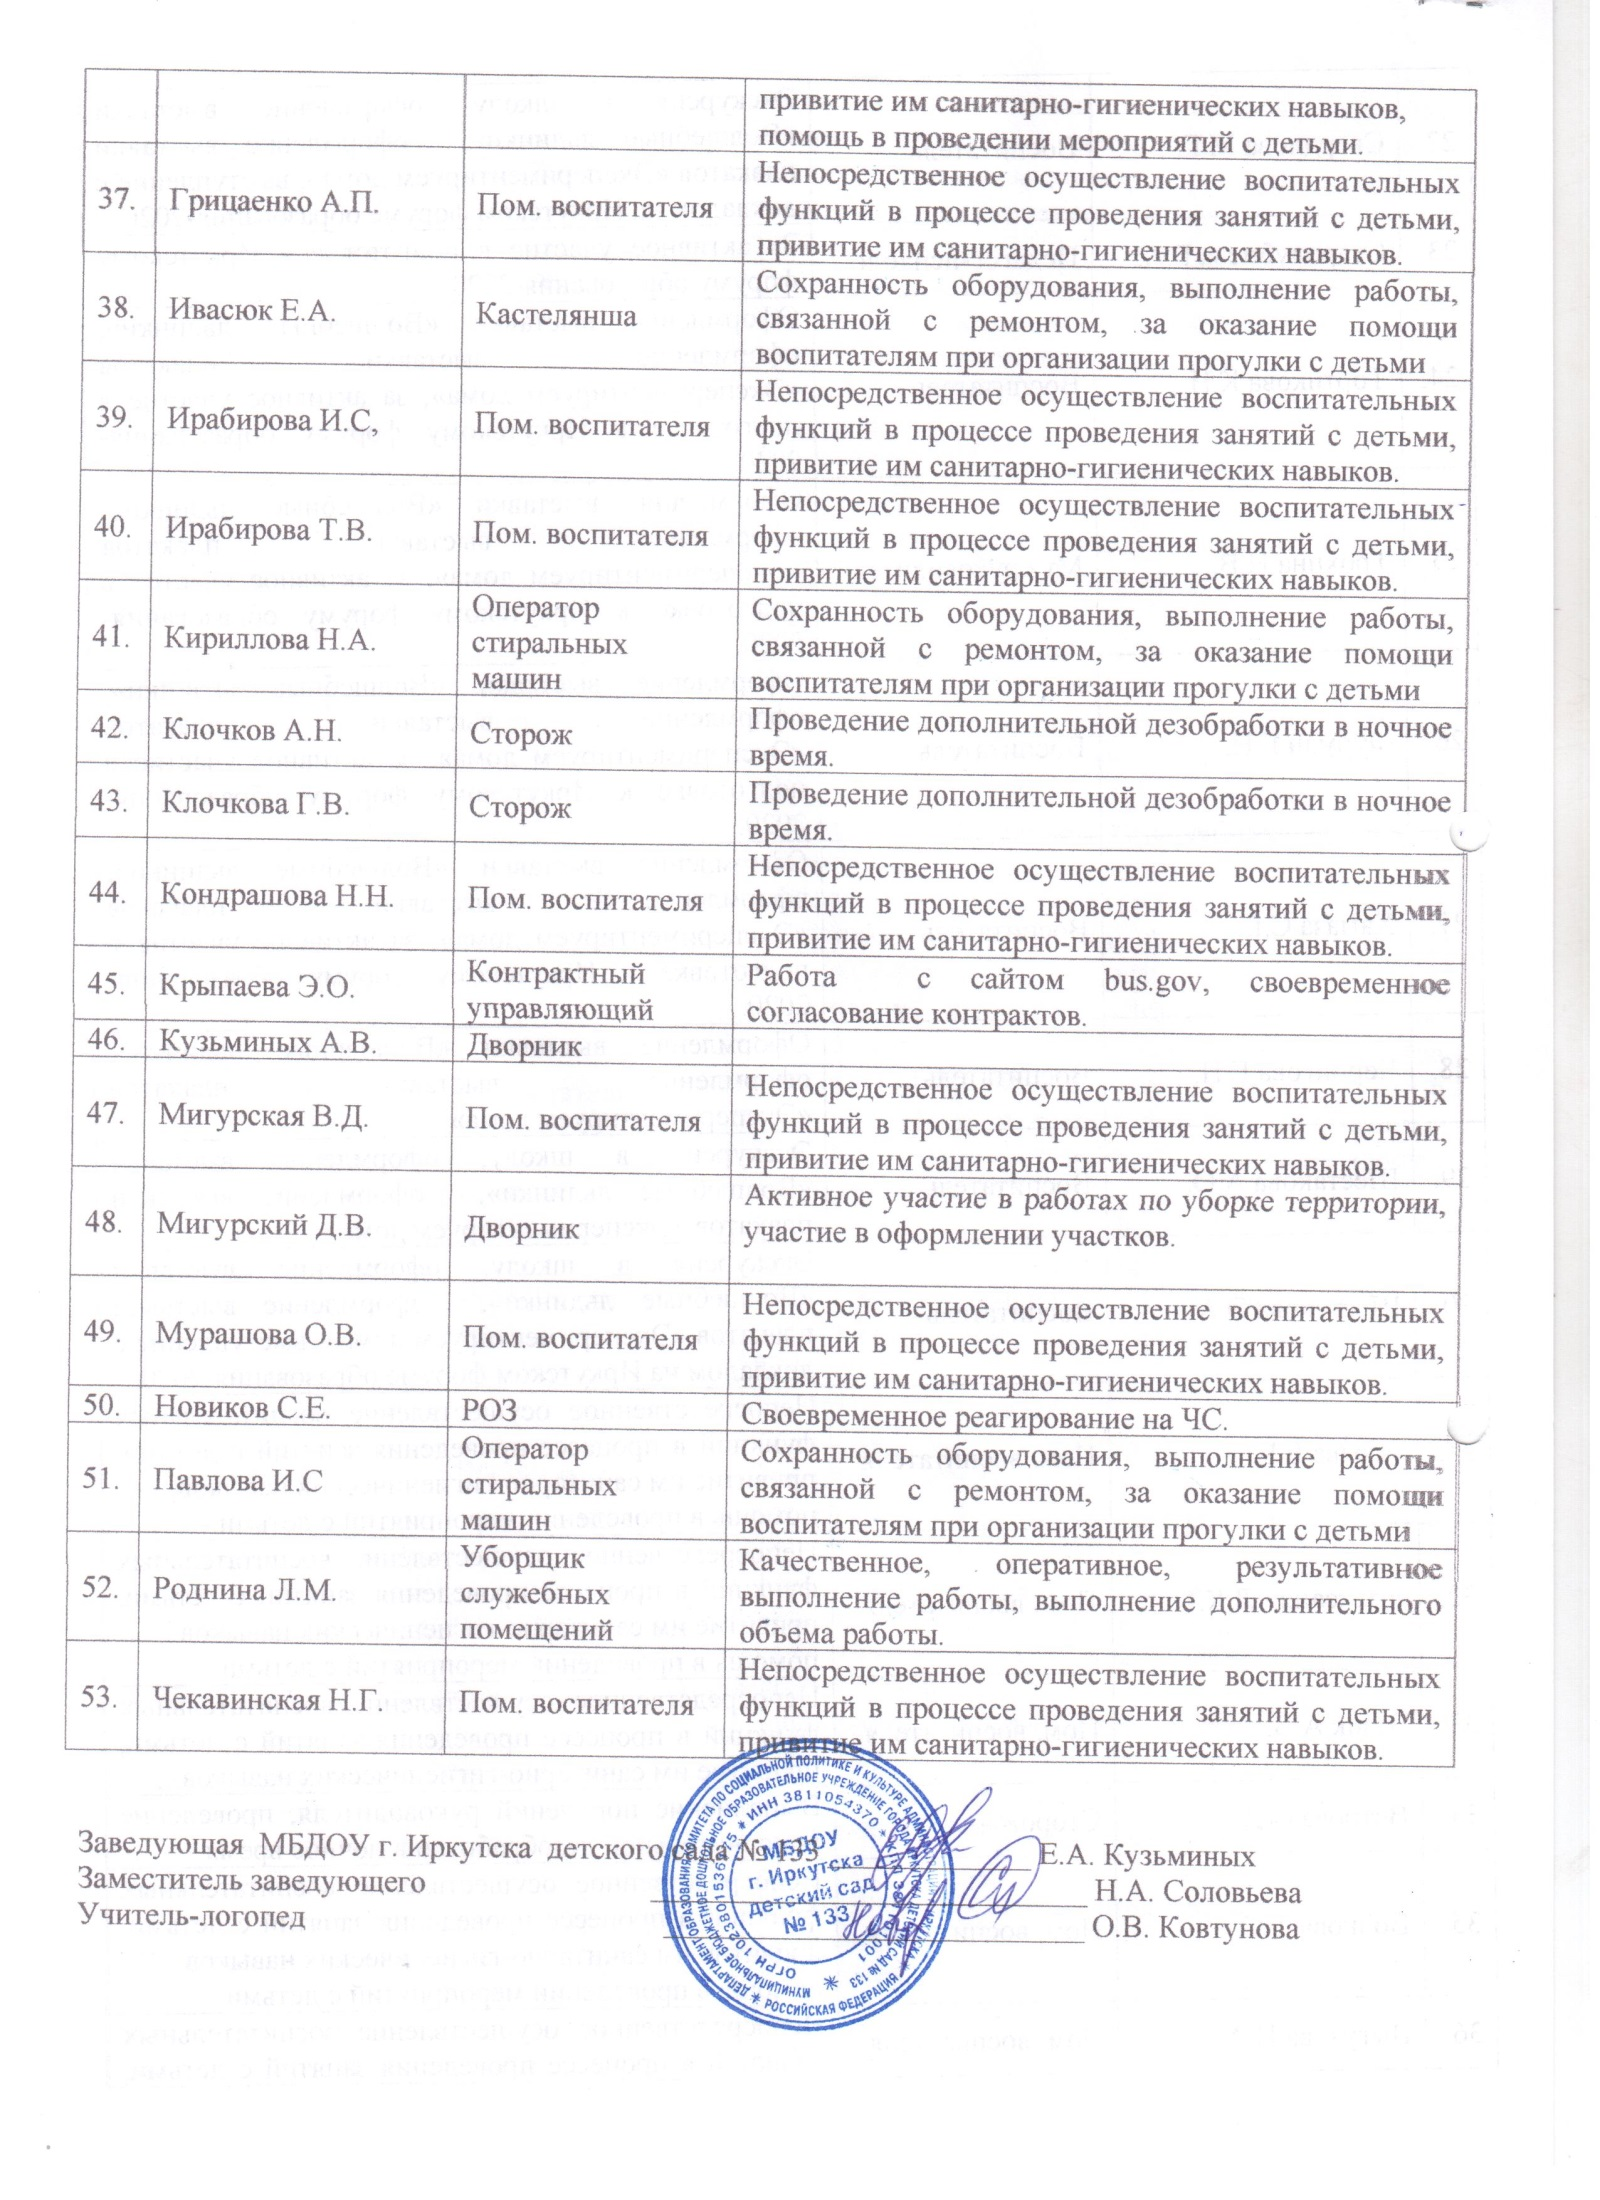 привитие им санитарно-гигиенических навыков,
помощь в проведении мероприятий с детьми.
37. Грицаенко А.П. Пом. воспитателя Непосредственное осуществление воспитательных
функций в процессе проведения занятий с детьми,
привитие им санитарно-гигиенических навыков.
38. Ивасюк Е.А. Кастелянша Сохранность оборудования, выполнение работы,
связанной с ремонтом, за оказание помощи
воспитателям при организации прогулки с детьми
39. Ирабирова И.С, Пом. воспитателя Непосредственное осуществление воспитательных
функций в процессе проведения занятий с детьми,
привитие им санитарно-гигиенических навыков.
40. Ирабирова Т.В. Пом. воспитателя Непосредственное осуществление воспитательных
функций в процессе проведения занятий с детьми,
привитие им санитарно-гигиенических навыков.
41. Кириллова Н.А. Оператор
стиральных
машин
Сохранность оборудования, выполнение работы,
связанной с ремонтом, за оказание помощи
воспитателям при организации прогулки с детьми
42. Клочков А.Н. Сторож Проведение дополнительной дезобработки в ночное
время.
43. Клочкова Г.В. Сторож Проведение дополнительной дезобработки в ночное
время.
44. Кондрашова Н.Н. Пом. воспитателя Непосредственное осуществление воспитательных
функций в процессе проведения занятий с детьми,
привитие им санитарно-гигиенических навыков.
45. Крыпаева Э.О. Контрактный
управляющий
Работа с сайтом bus.gov, своевременное
согласование контрактов.
46. Кузьминых А.В. Дворник
47. Мигурская В.Д. Пом. воспитателя Непосредственное осуществление воспитательных
функций в процессе проведения занятий с детьми,
привитие им санитарно-гигиенических навыков.
48. Мигурский Д.В. Дворник Активное участие в работах по уборке территории,
участие в оформлении участков.
49. Мурашова О.В. Пом. воспитателя Непосредственное осуществление воспитательных
функций в процессе проведения занятий с детьми,
привитие им санитарно-гигиенических навыков.
50. Новиков С.Е. РОЗ Своевременное реагирование на ЧС.
51. Павлова И.С Оператор
стиральных
машин
Сохранность оборудования, выполнение работы,
связанной с ремонтом, за оказание помощи
воспитателям при организации прогулки с детьми
52. Роднина Л.М. Уборщик
служебных
помещений
Качественное, оперативное, результативное
выполнение работы, выполнение дополнительного
объема работы.
53. Чекавинская Н.Г. Пом. воспитателя Непосредственное осуществление воспитательных
функций в процессе проведения занятий с детьми,
привитие им санитарно-гигиенических навыков.
Заведующая МБДОУ г. Иркутска детского сада № 133 Е.А. Кузьминых
Заместитель заведующего Н.А. Соловьева
Учитель-логопед О.В. Ковтунова
МБДОУ
г. Иркутска
детский сад
№ 133
ИНН 3811054370
РОССИЙСКАЯ ФЕДЕРАЦИЯ